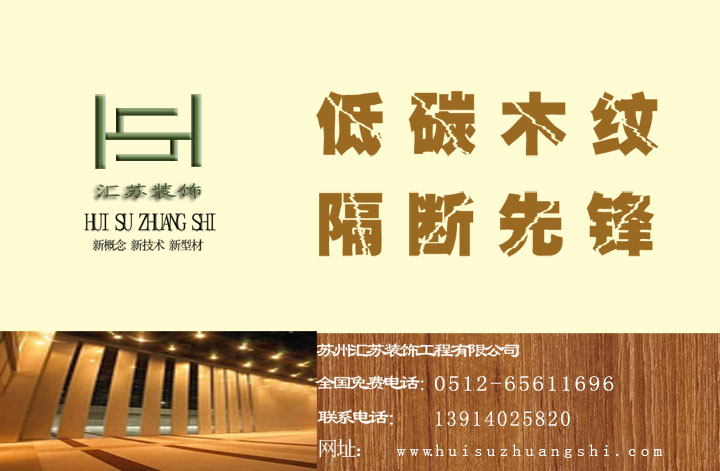 汇苏装饰
HUI SU ZHUANG SHI
新概念 新技术 新型材
低碳木纹
隔断先锋
苏州汇苏装饰工程有限公司
全国免费电话：0512-65611696
联系电话： 13914025820
网址： www.huisuzhuangshi.com